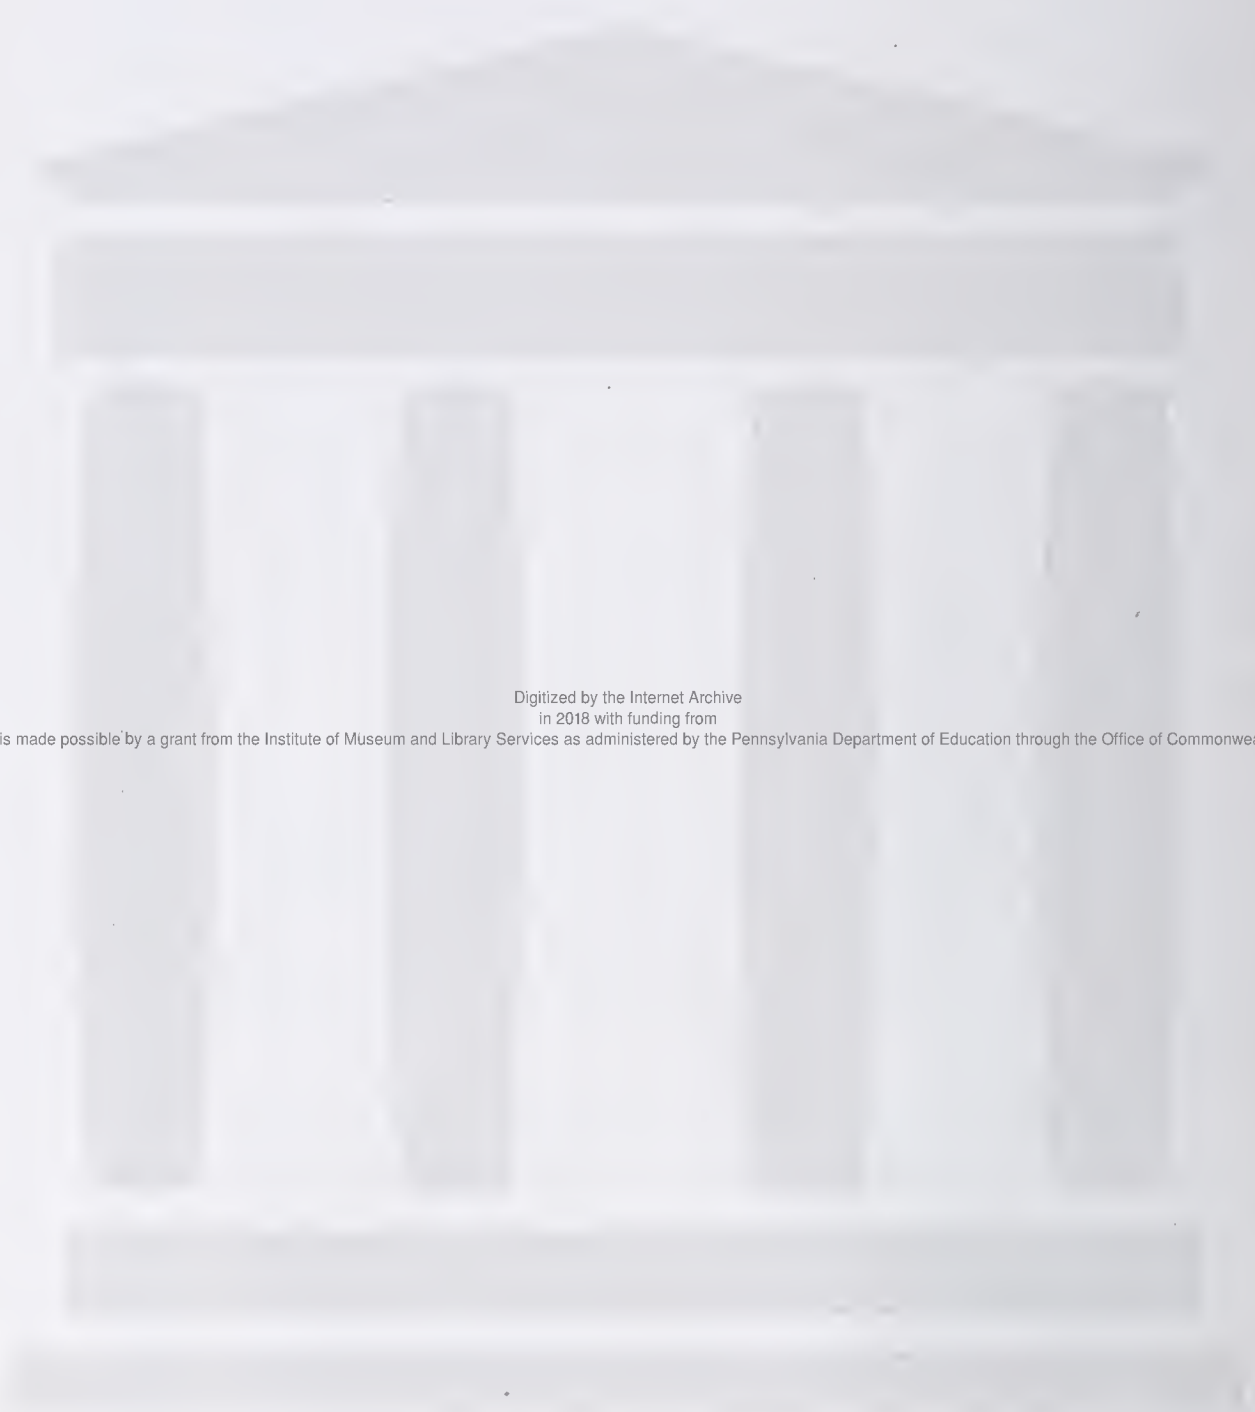 Digitized by the Internet Archive
in 2018 with funding from
is made possible by a grant from the Institute of Museum and Library Services as administered by the Pennsylvania Department of Education through the Office of